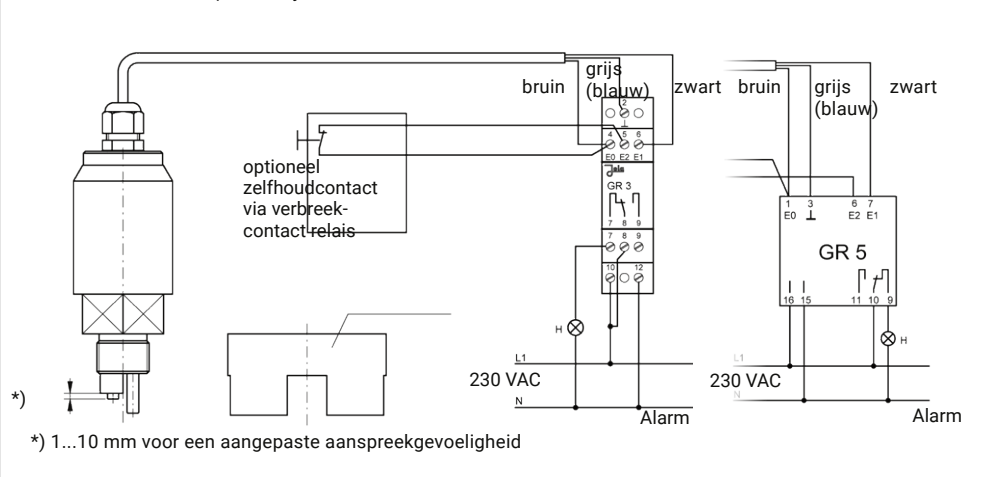 bruin
grijs
(blauw)
zwart
optioneel
zelfhoudcontact
via verbreek-
contact relais
2
4 5 6
E0 E2 E1
Jola
GR 3
7 8 9
7 8 9
10 12
H
L1
230 VAC
N
Alarm
bruin
grijs
(blauw)
zwart
1 3 6 7
E0 E2 E1
GR 5
16 15 11 10 9
H
L1
230 VAC
N
Alarm
*)
*) 1...10 mm voor een aangepaste aanspreekgevoeligheid